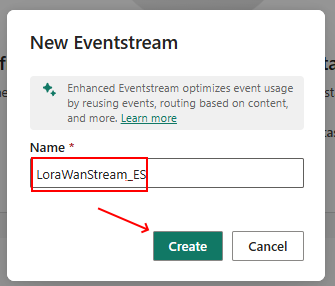 New Eventstream
Enhanced Eventstream optimizes event usage
by reusing events, routing based on content,
and more. Learn more
Name *
LoraWanStream_ES
Create
Cancel